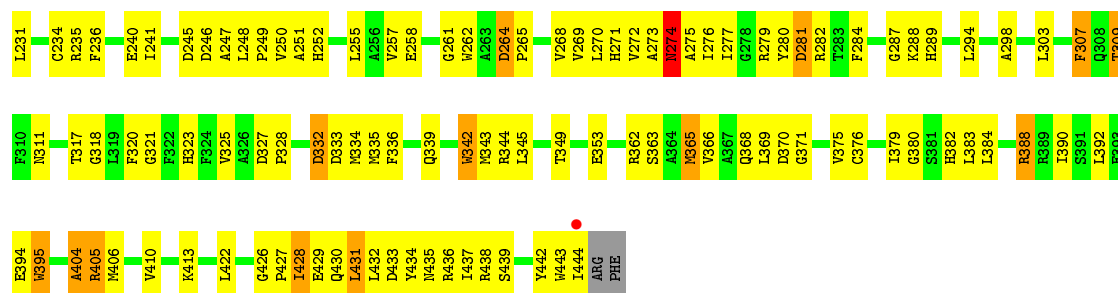 L231 C234 R235 F236 E240 I241 D245 D246 A247 L248 P249 V250 A251 H252 L255 A256 V257 E258 G261 W262 A263 D264 P265 V268 V269 L270 H271 V272 A273 N274 A275 I276 I277 G278 R279 Y280 D281 R282 T283 F284 G287 K288 H289 L294 A298 L303 F307 Q308 T309
F310 N311 T317 G318 L319 F320 G321 F322 H323 F324 V325 A326 D327 P328 D332 D333 M334 M335 F336 Q339 W342 M343 R344 L345 T349 E353 R362 S363 A364 M365 V366 A367 Q368 L369 D370 G371 V375 C376 I379 G380 S381 H382 L383 L384 R388 R389 I390 S391 L392 E393
E394 W395 A404 R405 M406 V410 K413 L422 G426 P427 I428 E429 Q430 L431 L432 D433 Y434 N435 R436 I437 R438 S439 Y442 W443 I444 ARG PHE